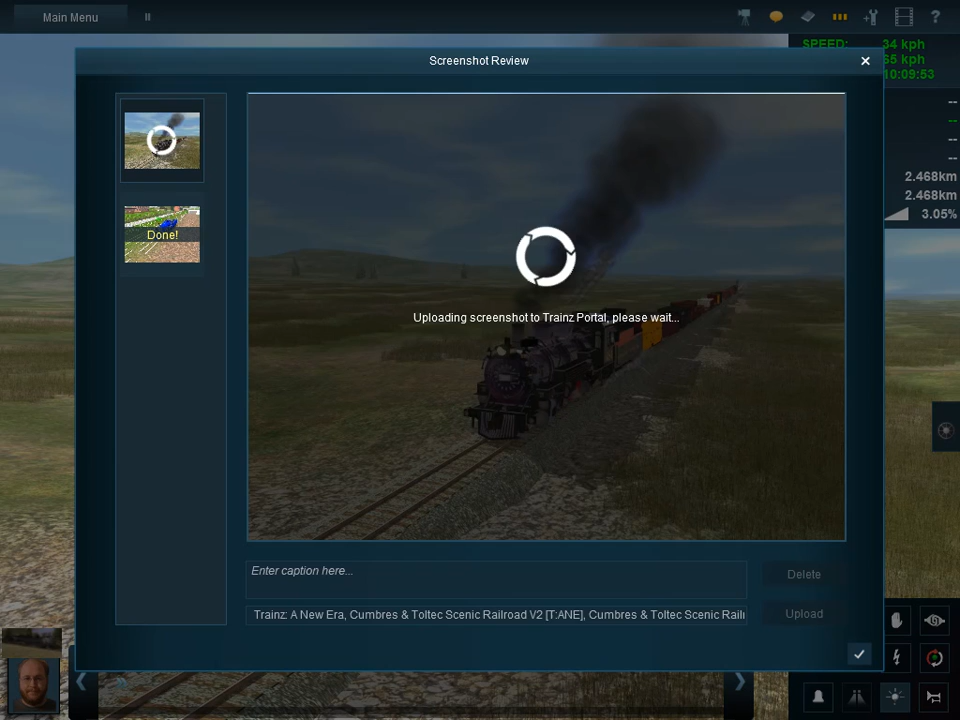 Main Menu
?
Screenshot Review
SPEED: 34 kph
65 kph
10:09:53
--
--
--
--
2.468km
2.468km
3.05%
Done!
Uploading screenshot to Trainz Portal, please wait...
Enter caption here...
Delete
Trainz: A New Era, Cumbres & Toltec Scenic Railroad V2 [T:ANE], Cumbres & Toltec Scenic
Upload